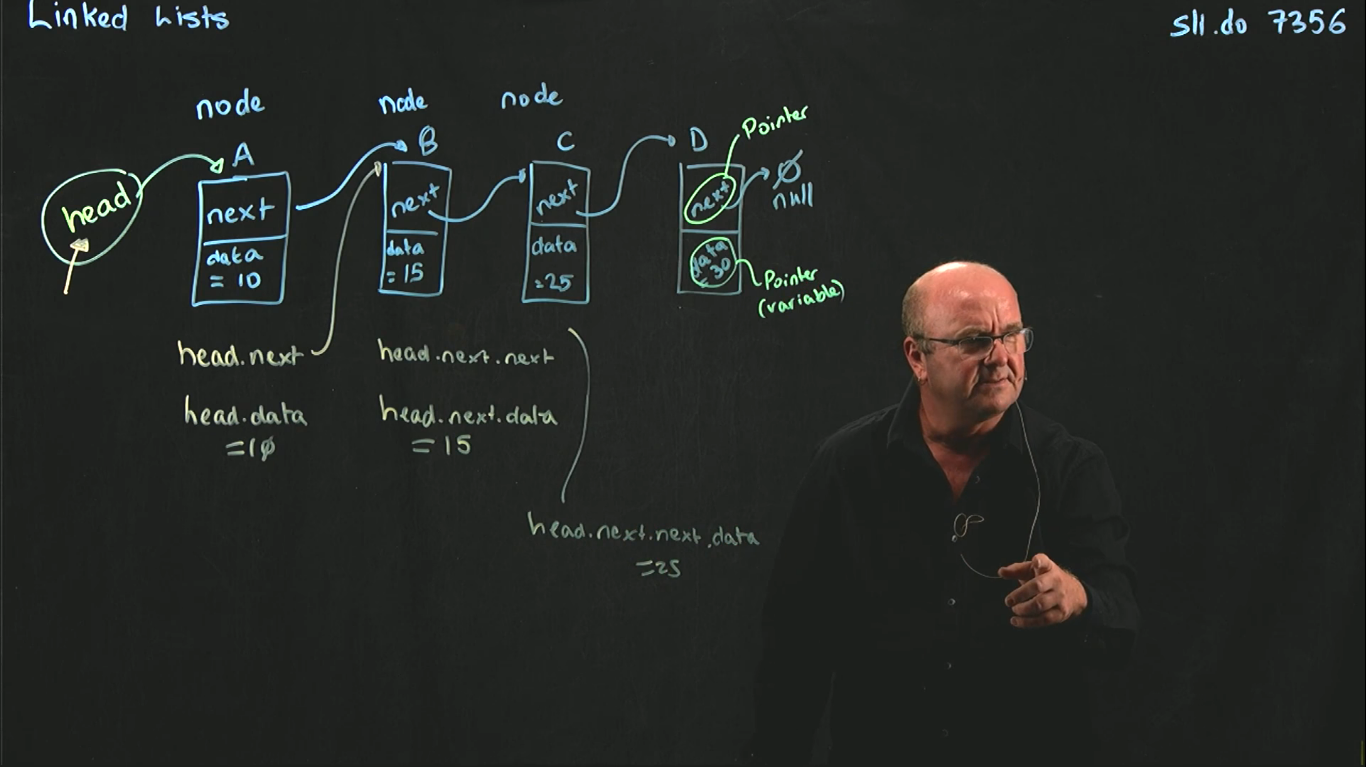 Linked Lists
sli.do 7356
node
node
node
A
B
C
D
Pointer
head
next
data
= 10
next
data
= 15
next
data
=25
next
data
= 30
Ø
null
Pointer
(variable)
head.next
head.next.next
head.data
=10
head.next.data
= 15
head.next.next.data
=25